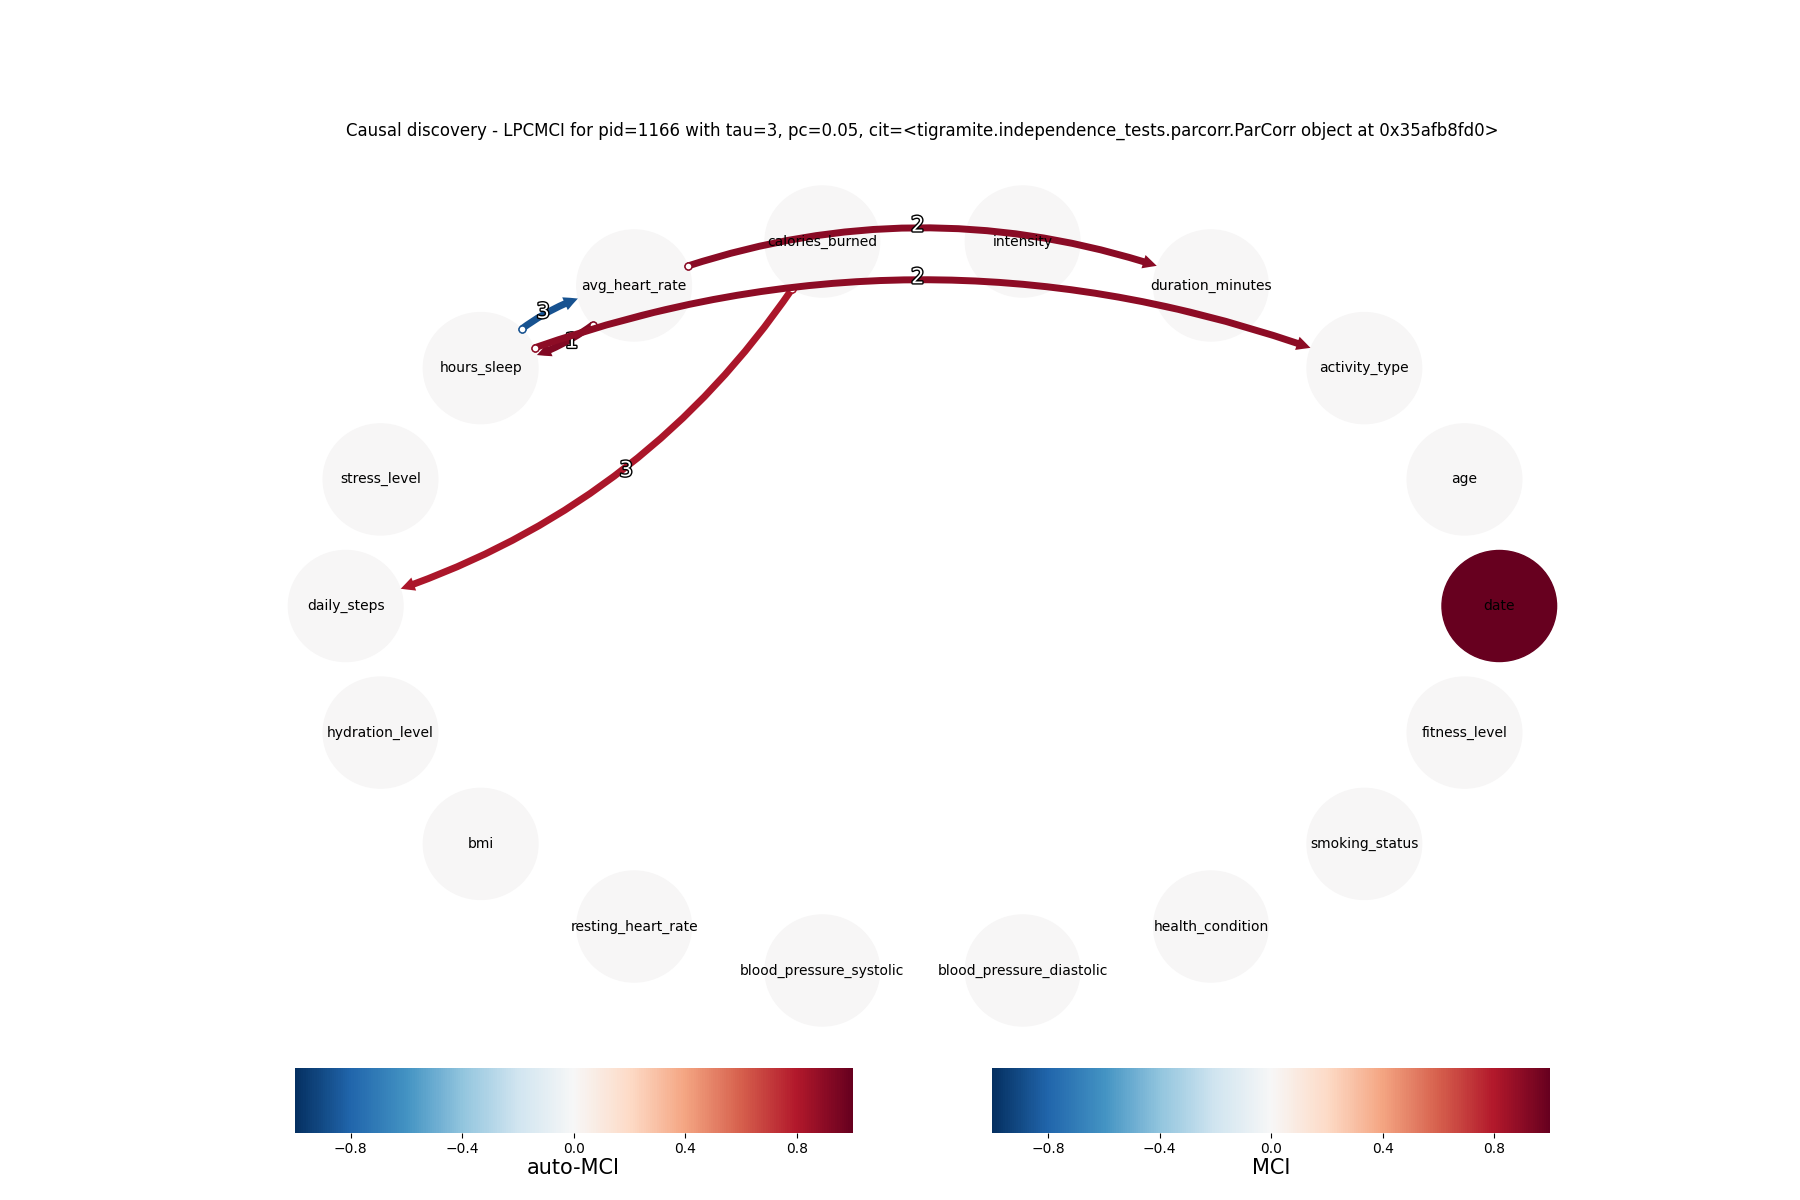 Causal discovery - LPCMCI for pid=1166 with tau=3, pc=0.05, cit=<tigramite.independence_tests.parcorr.ParCorr object at 0x35afb8fd0>
2
calories_burned
intensity
2
avg_heart_rate
duration_minutes
3
1
hours_sleep
activity_type
3
stress_level
age
daily_steps
date
hydration_level
fitness_level
bmi
smoking_status
resting_heart_rate
health_condition
blood_pressure_systolic
blood_pressure_diastolic
−0.8 −0.4 0.0 0.4 0.8
auto-MCI
−0.8 −0.4 0.0 0.4 0.8
MCI